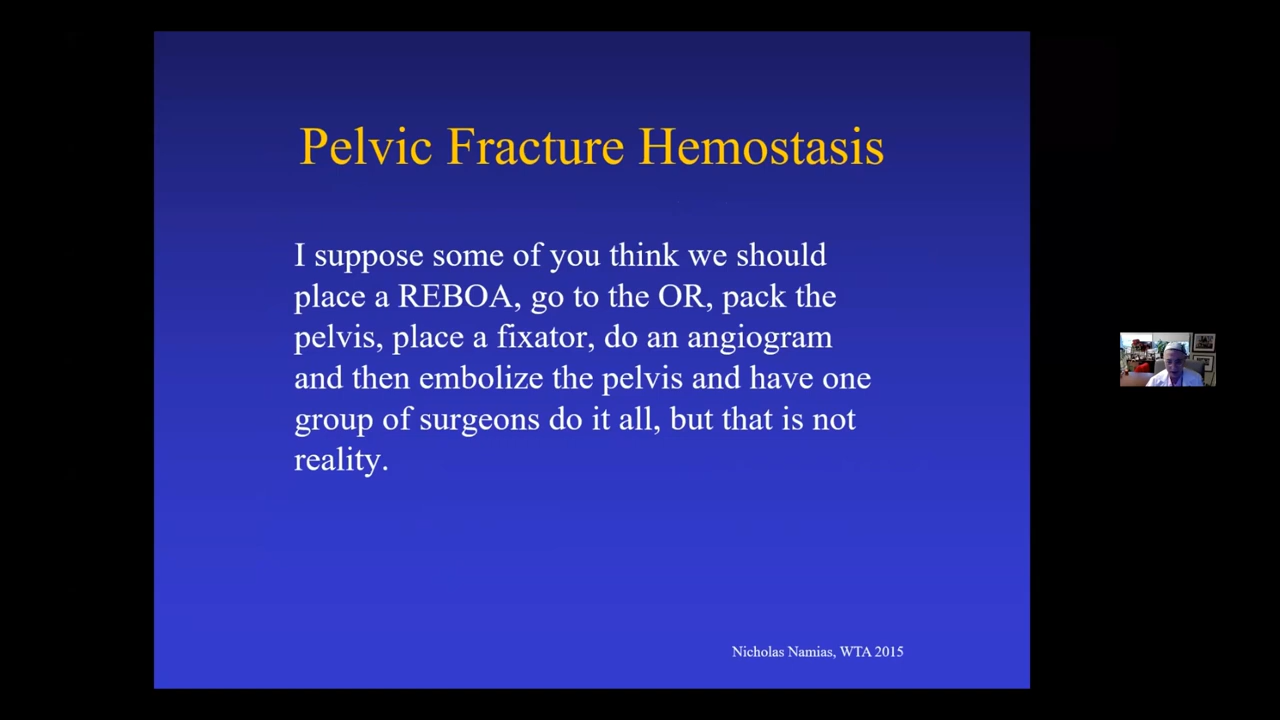 Pelvic Fracture Hemostasis
I suppose some of you think we should
place a REBOA, go to the OR, pack the
pelvis, place a fixator, do an angiogram
and then embolize the pelvis and have one
group of surgeons do it all, but that is not
reality.
Nicholas Namias, WTA 2015